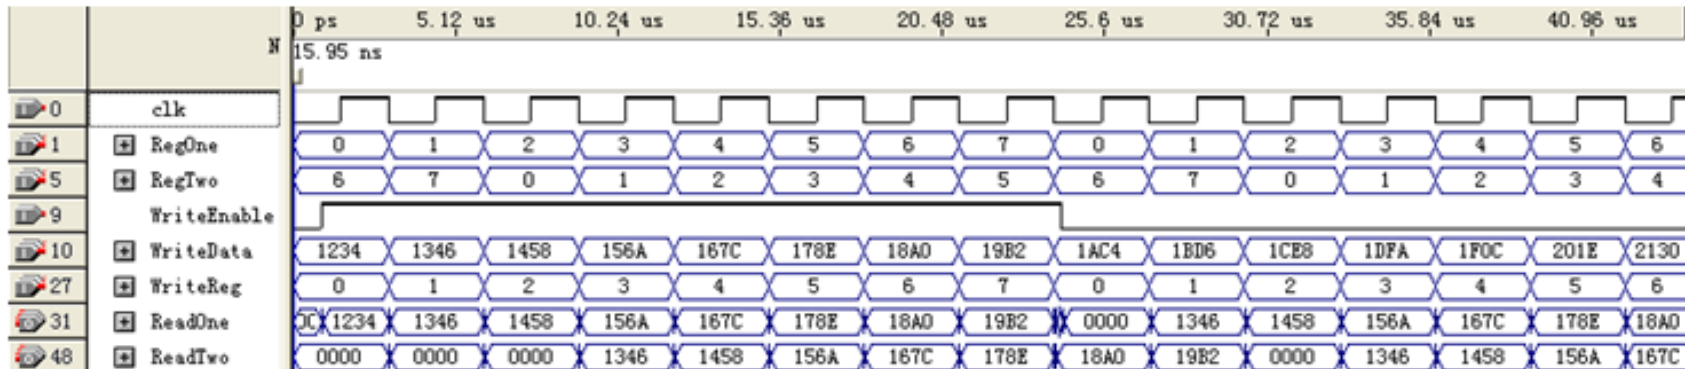 0 ps 5.12 us 10.24 us 15.36 us 20.48 us 25.6 us 30.72 us 35.84 us 40.96 us
N 15.95 ns
0 clk
1 RegOne 0 1 2 3 4 5 6 7 0 1 2 3 4 5 6
5 RegTwo 6 7 0 1 2 3 4 5 6 7 0 1 2 3 4
9 WriteEnable
10 WriteData 1234 1346 1458 156A 167C 178E 18A0 19B2 1AC4 1BD6 1CE8 1DFA 1F0C 201E 2130
27 WriteReg 0 1 2 3 4 5 6 7 0 1 2 3 4 5 6
31 ReadOne 1234 1346 1458 156A 167C 178E 18A0 19B2 0000 1346 1458 156A 167C 178E 18A0
48 ReadTwo 0000 0000 0000 1346 1458 156A 167C 178E 18A0 19B2 0000 1346 1458 156A 167C